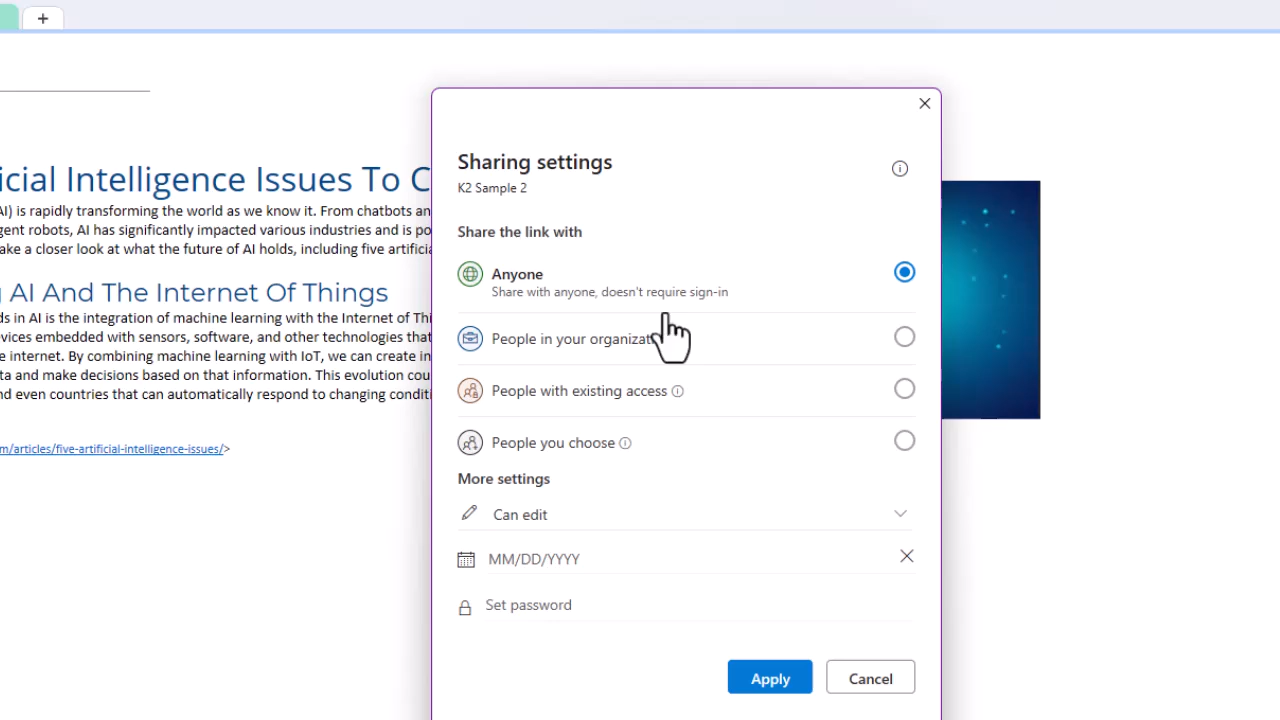 +
icial Intelligence Issues To C
AI) is rapidly transforming the world as we know it. From chatbots an
gent robots, AI has significantly impacted various industries and is po
ake a closer look at what the future of AI holds, including five artificia
g AI And The Internet Of Things
ds in AI is the integration of machine learning with the Internet of Thi
vices embedded with sensors, software, and other technologies that
e internet. By combining machine learning with IoT, we can create in
ta and make decisions based on that information. This evolution cou
nd even countries that can automatically respond to changing conditi
m/articles/five-artificial-intelligence-issues/>
Sharing settings
K2 Sample 2
Share the link with
Anyone
Share with anyone, doesn't require sign-in
People in your organizat
People with existing access
People you choose
More settings
Can edit
MM/DD/YYYY
Set password
Apply
Cancel